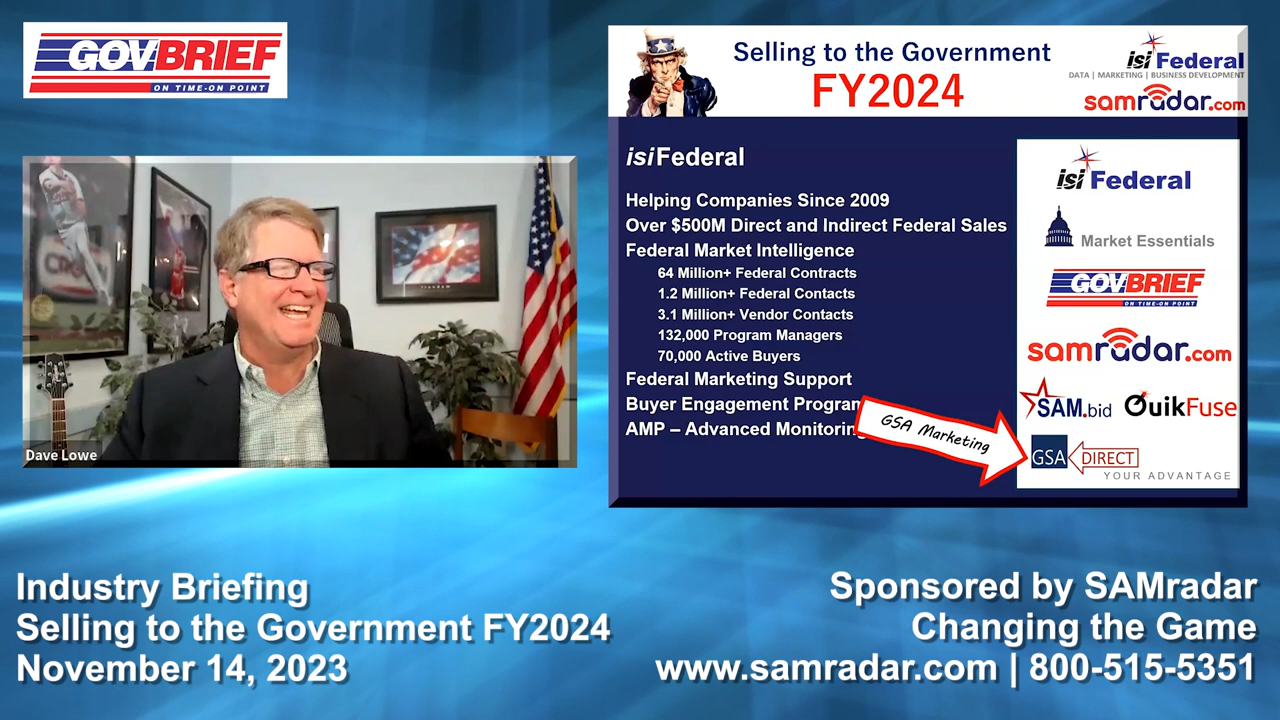 GOVBRIEF
ON TIME-ON POINT
Dave Lowe
Selling to the Government
FY2024
isiFederal
DATA | MARKETING | BUSINESS DEVELOPMENT
samradar.com
isiFederal
Helping Companies Since 2009
Over $500M Direct and Indirect Federal Sales
Federal Market Intelligence
64 Million+ Federal Contracts
1.2 Million+ Federal Contacts
3.1 Million+ Vendor Contacts
132,000 Program Managers
70,000 Active Buyers
Federal Marketing Support
Buyer Engagement Program
AMP – Advanced Monitoring
GSA Marketing
isi Federal
Market Essentials
GOVBRIEF
ON TIME-ON POINT
samradar.com
SAM.bid QuikFuse
GSA DIRECT
YOUR ADVANTAGE
Industry Briefing
Selling to the Government FY2024
November 14, 2023
Sponsored by SAMradar
Changing the Game
www.samradar.com | 800-515-5351